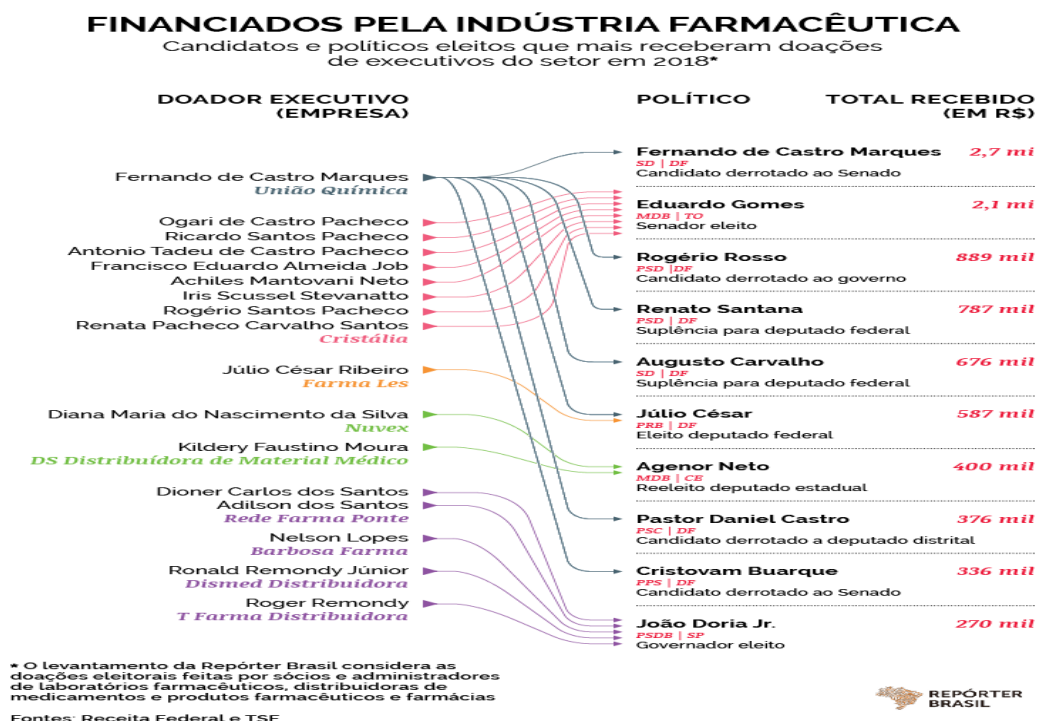 FINANCIADOS PELA INDÚSTRIA FARMACÊUTICA
Candidatos e políticos eleitos que mais receberam doações
de executivos do setor em 2018*
DOADOR EXECUTIVO
(EMPRESA)
Fernando de Castro Marques
União Química
Ogari de Castro Pacheco
Ricardo Santos Pacheco
Antonio Tadeu de Castro Pacheco
Francisco Eduardo Almeida Job
Achiles Mantovani Neto
Iris Scussel Stevanatto
Rogério Santos Pacheco
Renata Pacheco Carvalho Santos
Cristália
Júlio César Ribeiro
Farma Les
Diana Maria do Nascimento da Silva
Nuvex
Kildery Faustino Moura
DS Distribuídora de Material Médico
Dioner Carlos dos Santos
Adilson dos Santos
Rede Farma Ponte
Nelson Lopes
Barbosa Farma
Ronald Remondy Júnior
Dismed Distribuidora
Roger Remondy
T Farma Distribuidora
POLÍTICO
TOTAL RECEBIDO
(EM R$)
Fernando de Castro Marques 2,7 mi
SD | DF
Candidato derrotado ao Senado
Eduardo Gomes 2,1 mi
MDB | TO
Senador eleito
Rogério Rosso 889 mil
PSD |DF
Candidato derrotado ao governo
Renato Santana 787 mil
PSD | DF
Suplência para deputado federal
Augusto Carvalho 676 mil
SD | DF
Suplência para deputado federal
Júlio César 587 mil
PRB | DF
Eleito deputado federal
Agenor Neto 400 mil
MDB | CE
Reeleito deputado estadual
Pastor Daniel Castro 376 mil
PSC | DF
Candidato derrotado a deputado distrital
Cristovam Buarque 336 mil
PPS | DF
Candidato derrotado ao Senado
João Doria Jr. 270 mil
PSDB | SP
Governador eleito
* O levantamento da Repórter Brasil considera as
doações eleitorais feitas por sócios e administradores
de laboratórios farmacêuticos, distribuidoras de
medicamentos e produtos farmacêuticos e farmácias
Fontes: Receita Federal e TSE
REPÓRTER
BRASIL